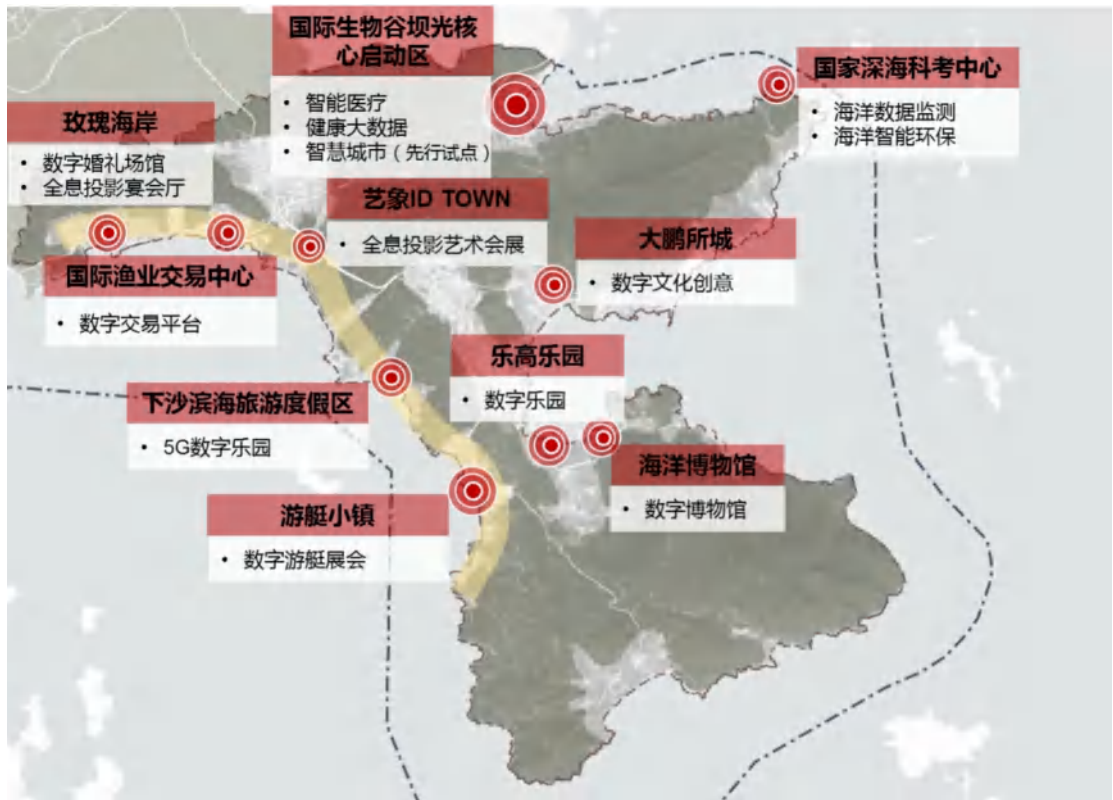 国际生物谷坝光核
心启动区
• 智能医疗
• 健康大数据
• 智慧城市（先行试点）
国家深海科考中心
• 海洋数据监测
• 海洋智能环保
玫瑰海岸
• 数字婚礼场馆
• 全息投影宴会厅
艺象ID TOWN
• 全息投影艺术会展
大鹏所城
• 数字文化创意
国际渔业交易中心
• 数字交易平台
乐高乐园
• 数字乐园
下沙滨海旅游度假区
• 5G数字乐园
海洋博物馆
• 数字博物馆
游艇小镇
• 数字游艇展会